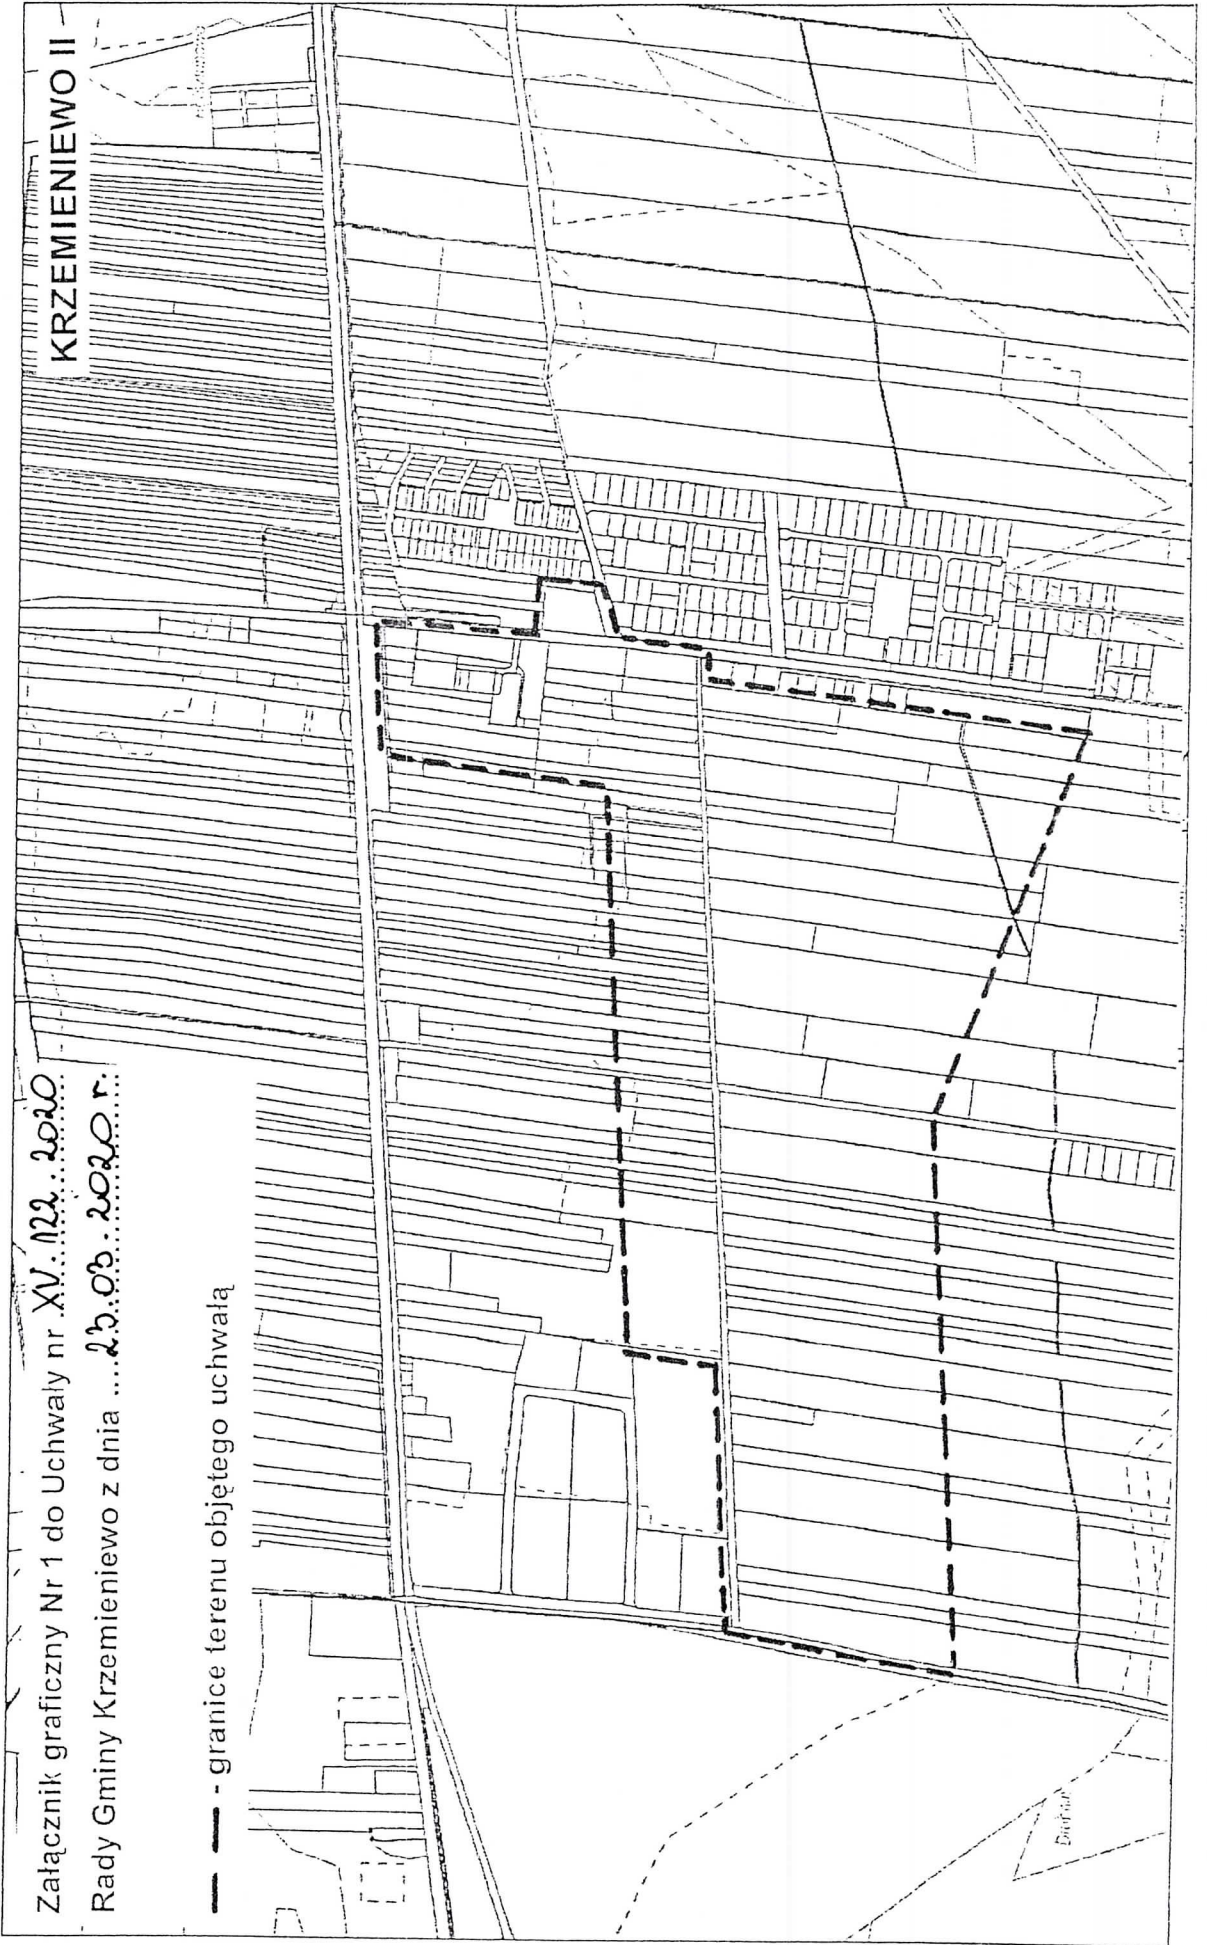 Załącznik graficzny Nr 1 do Uchwały nr XV.122.2020
Rady Gminy Krzemieniewo z dnia 23.03.2020 r.
KRZEMIENIEWO II
- granice terenu objętego uchwałą